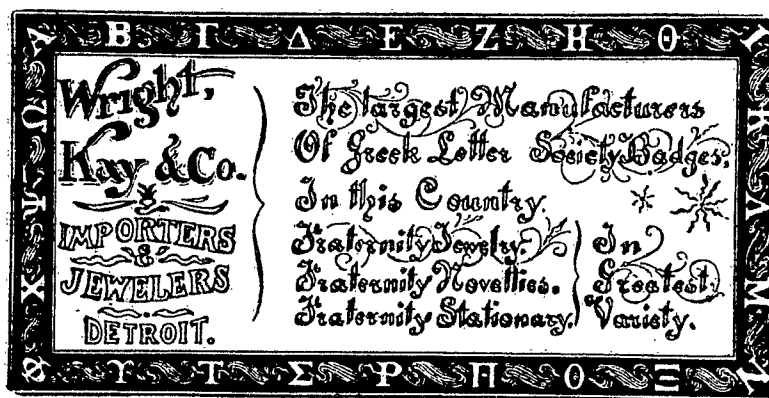 Α Β Γ Δ Ε Ζ Η Θ Ι
Κ Λ Μ Ν
Ξ Ο Π Ρ Σ Τ Υ Φ
Χ Ψ Ω
Wright,
Kay & Co.
IMPORTERS
&
JEWELERS
DETROIT.
The largest Manufacturers
Of Greek Letter Society Badges.
In this Country.
Fraternity Jewelry.
Fraternity Novelties.
Fraternity Stationary.
In
Greatest
Variety.